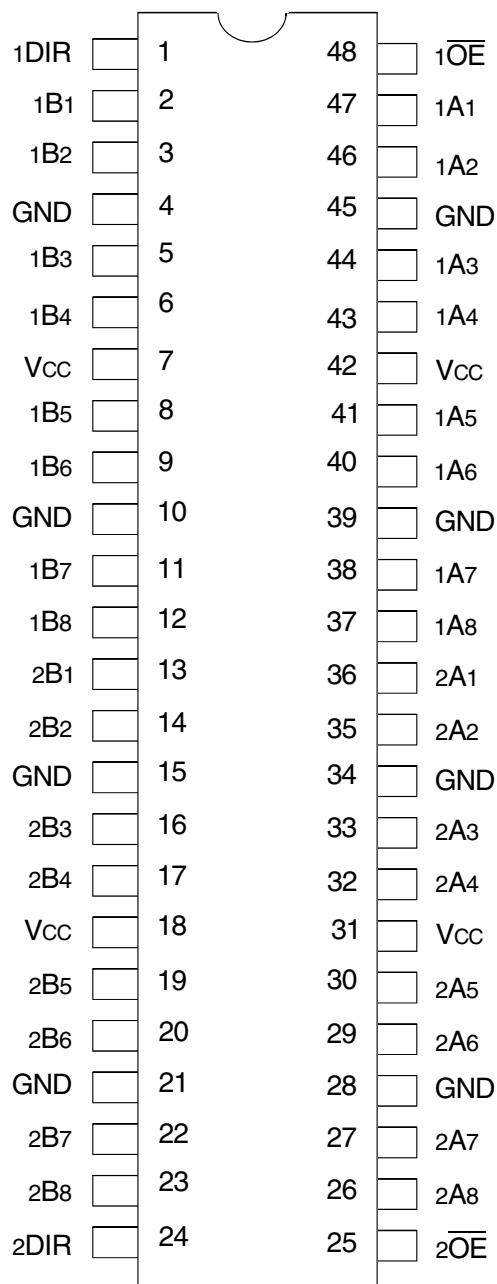 1DIR 1 48 1O̅E̅
1B1 2 47 1A1
1B2 3 46 1A2
GND 4 45 GND
1B3 5 44 1A3
1B4 6 43 1A4
VCC 7 42 VCC
1B5 8 41 1A5
1B6 9 40 1A6
GND 10 39 GND
1B7 11 38 1A7
1B8 12 37 1A8
2B1 13 36 2A1
2B2 14 35 2A2
GND 15 34 GND
2B3 16 33 2A3
2B4 17 32 2A4
VCC 18 31 VCC
2B5 19 30 2A5
2B6 20 29 2A6
GND 21 28 GND
2B7 22 27 2A7
2B8 23 26 2A8
2DIR 24 25 2O̅E̅